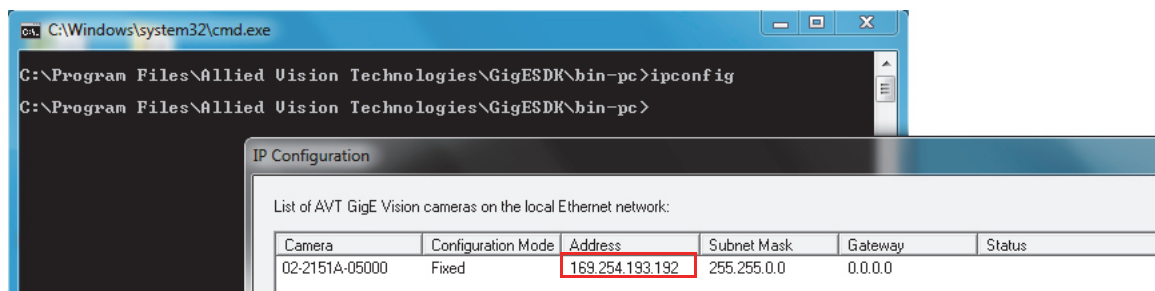 C:\Windows\system32\cmd.exe
C:\Program Files\Allied Vision Technologies\GigESDK\bin-pc>ipconfig
C:\Program Files\Allied Vision Technologies\GigESDK\bin-pc>
IP Configuration
List of AVT GigE Vision cameras on the local Ethernet network:
Camera Configuration Mode Address Subnet Mask Gateway Status
02-2151A-05000 Fixed 169.254.193.192 255.255.0.0 0.0.0.0